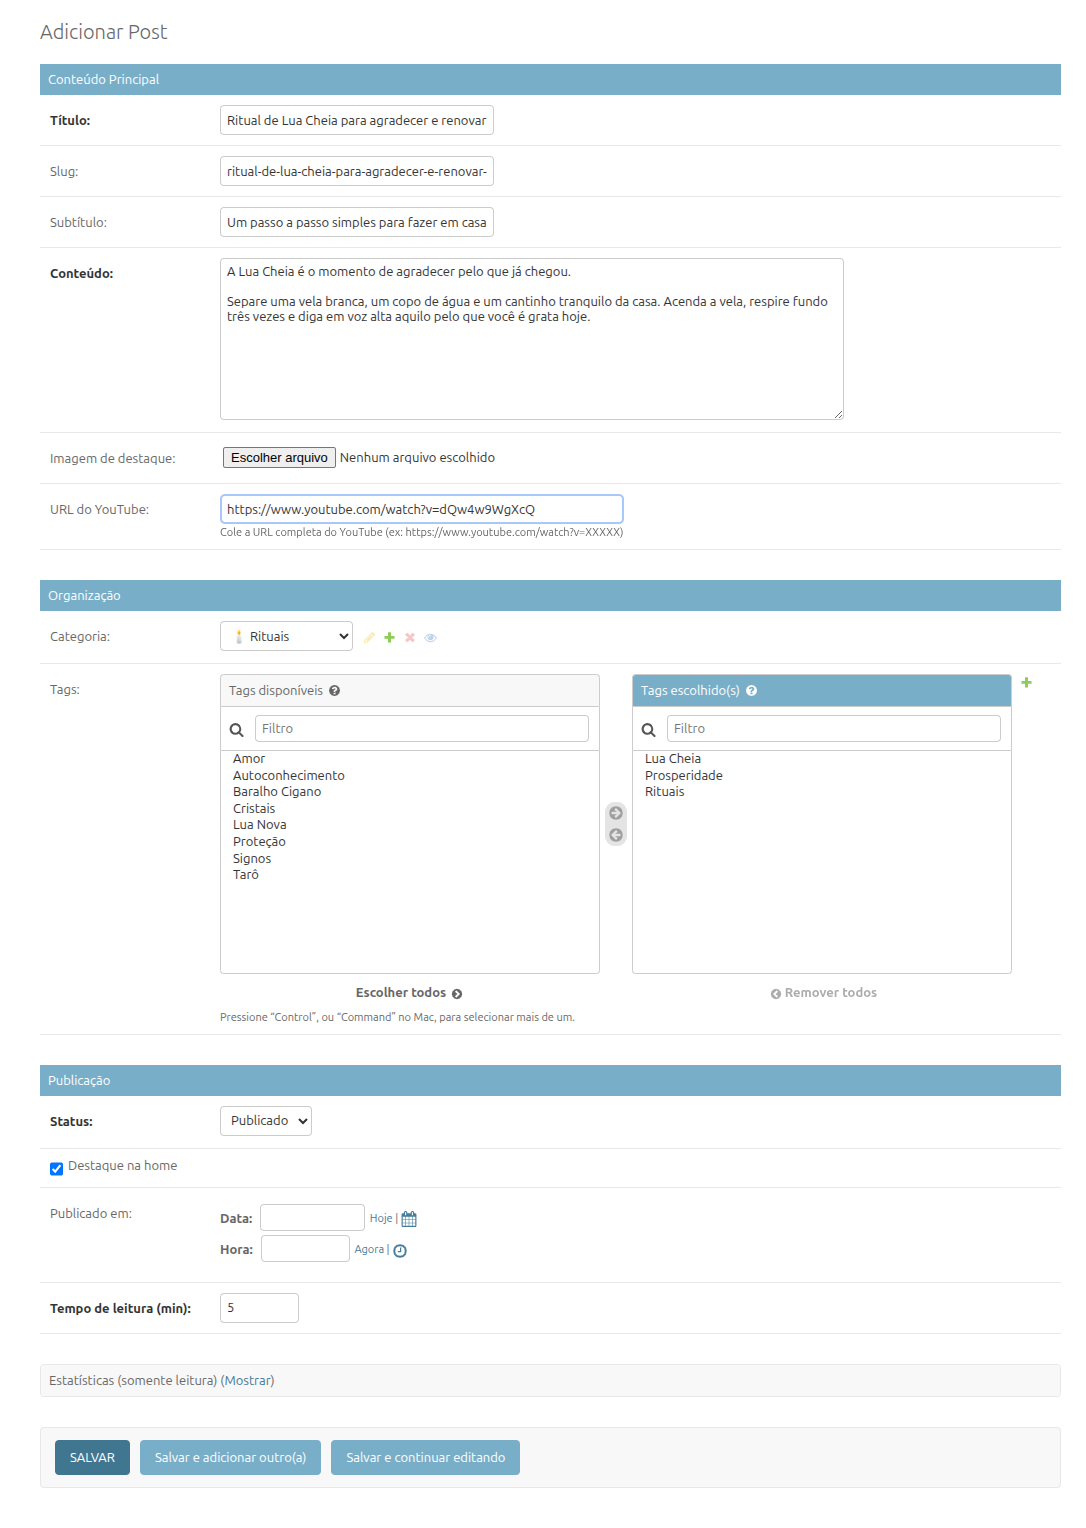 Adicionar Post
Conteúdo Principal
Título: Ritual de Lua Cheia para agradecer e renovar
Slug: ritual-de-lua-cheia-para-agradecer-e-renovar-
Subtítulo: Um passo a passo simples para fazer em casa
Conteúdo: A Lua Cheia é o momento de agradecer pelo que já chegou.
Separe uma vela branca, um copo de água e um cantinho tranquilo da casa. Acenda a vela, respire fundo
três vezes e diga em voz alta aquilo pelo que você é grata hoje.
Imagem de destaque: Escolher arquivo Nenhum arquivo escolhido
URL do YouTube: https://www.youtube.com/watch?v=dQw4w9WgXcQ
Cole a URL completa do YouTube (ex: https://www.youtube.com/watch?v=XXXXX)
Organização
Categoria: Rituais
Tags:
Tags disponíveis
Filtro
Amor
Autoconhecimento
Baralho Cigano
Cristais
Lua Nova
Proteção
Signos
Tarô
Escolher todos
Tags escolhido(s)
Filtro
Lua Cheia
Prosperidade
Rituais
Remover todos
Pressione “Control”, ou “Command” no Mac, para selecionar mais de um.
Publicação
Status: Publicado
Destaque na home
Publicado em:
Data: Hoje |
Hora: Agora |
Tempo de leitura (min): 5
Estatísticas (somente leitura) (Mostrar)
SALVAR Salvar e adicionar outro(a) Salvar e continuar editando